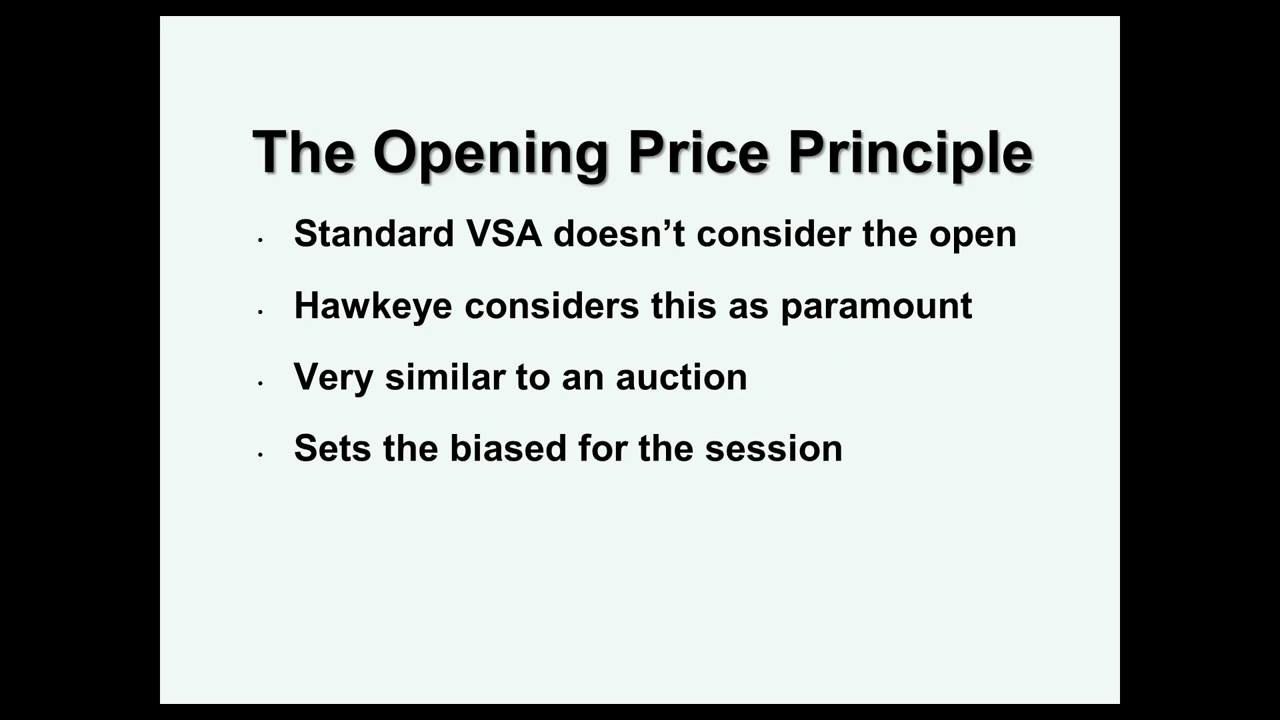 The Opening Price Principle
• Standard VSA doesn’t consider the open
• Hawkeye considers this as paramount
• Very similar to an auction
• Sets the biased for the session